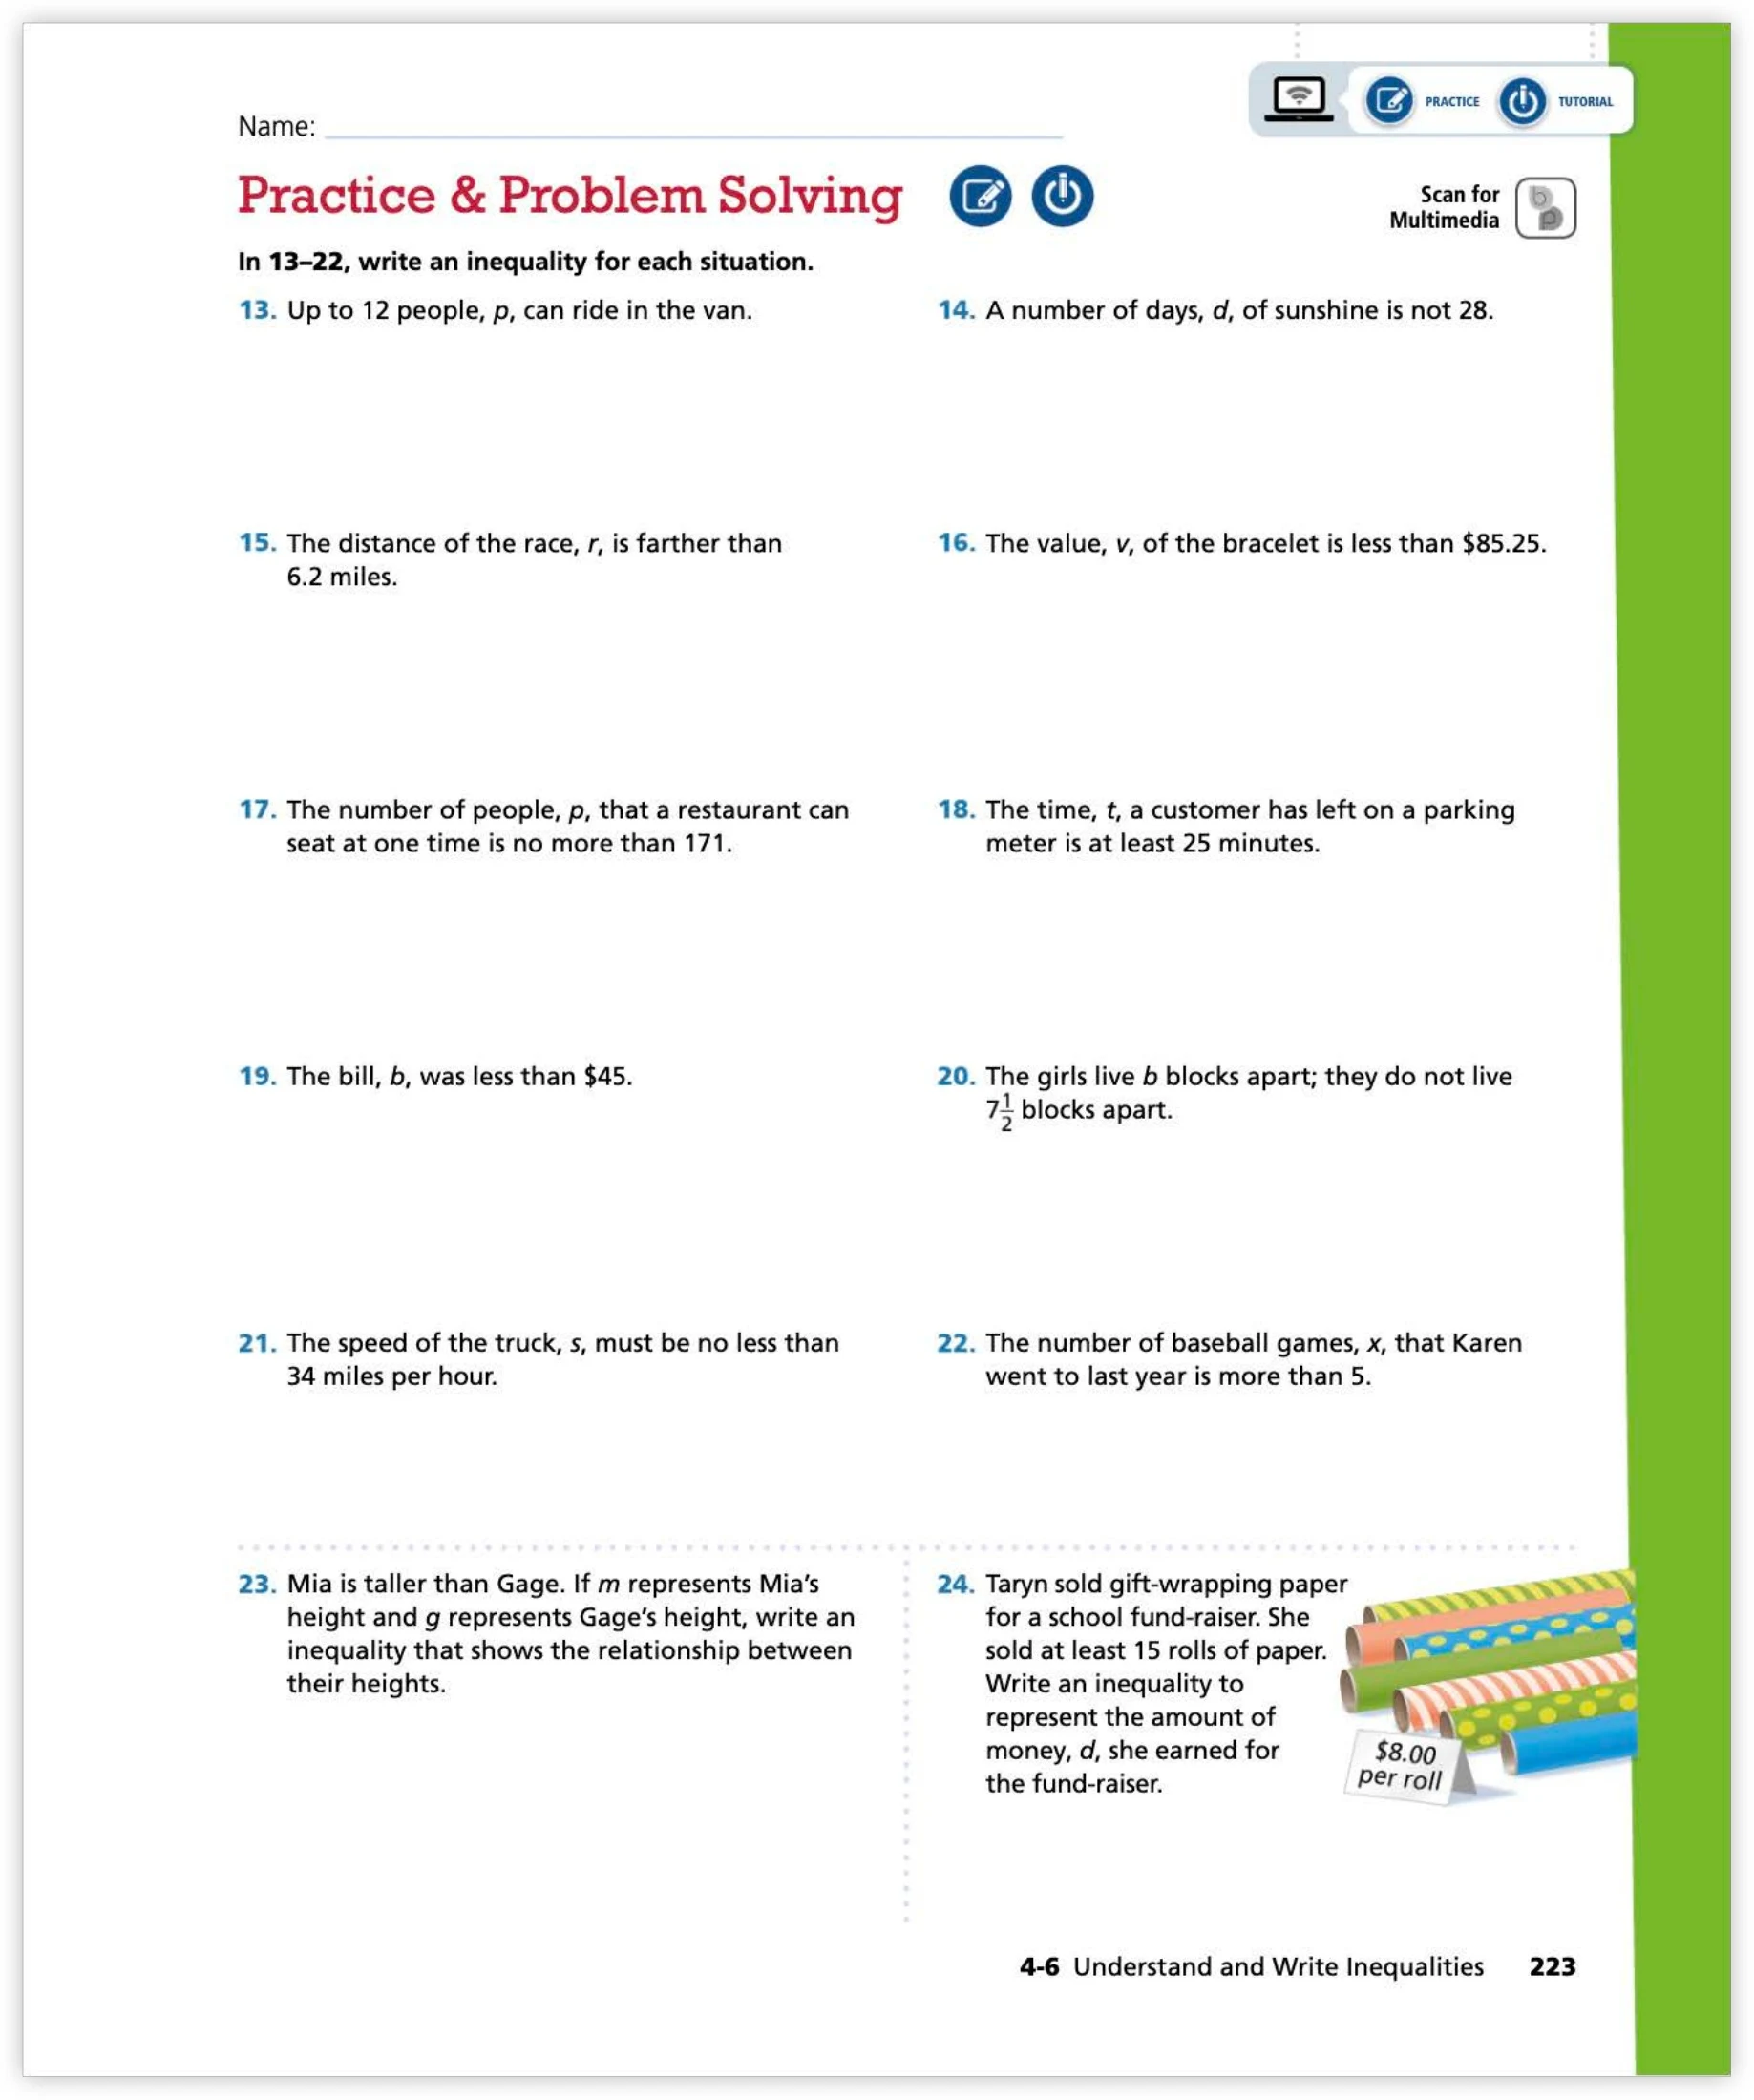 PRACTICE
TUTORIAL
Name:
Practice & Problem Solving
Scan for
Multimedia
In 13–22, write an inequality for each situation.
13. Up to 12 people, p, can ride in the van.
14. A number of days, d, of sunshine is not 28.
15. The distance of the race, r, is farther than
6.2 miles.
16. The value, v, of the bracelet is less than $85.25.
17. The number of people, p, that a restaurant can
seat at one time is no more than 171.
18. The time, t, a customer has left on a parking
meter is at least 25 minutes.
19. The bill, b, was less than $45.
20. The girls live b blocks apart; they do not live
7 1/2 blocks apart.
21. The speed of the truck, s, must be no less than
34 miles per hour.
22. The number of baseball games, x, that Karen
went to last year is more than 5.
23. Mia is taller than Gage. If m represents Mia's
height and g represents Gage's height, write an
inequality that shows the relationship between
their heights.
24. Taryn sold gift-wrapping paper
for a school fund-raiser. She
sold at least 15 rolls of paper.
Write an inequality to
represent the amount of
money, d, she earned for
the fund-raiser.
$8.00
per roll
4-6 Understand and Write Inequalities 223